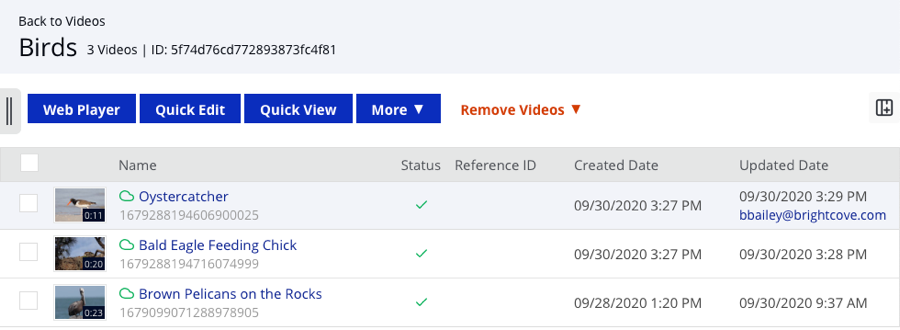 Back to Videos
Birds 3 Videos | ID: 5f74d76cd772893873fc4f81
Web Player Quick Edit Quick View More ▼ Remove Videos ▼
Name Status Reference ID Created Date Updated Date
0:11 Oystercatcher 09/30/2020 3:27 PM 09/30/2020 3:29 PM
1679288194606900025 bbailey@brightcove.com
0:20 Bald Eagle Feeding Chick 09/30/2020 3:27 PM 09/30/2020 3:28 PM
1679288194716074999
0:23 Brown Pelicans on the Rocks 09/28/2020 1:20 PM 09/30/2020 9:37 AM
1679099071288978905